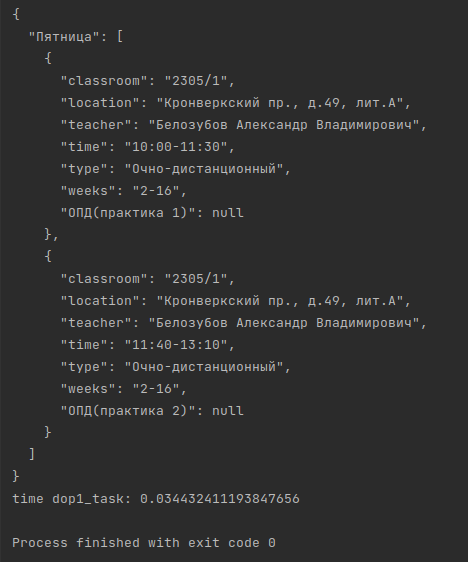 {
  "Пятница": [
    {
      "classroom": "2305/1",
      "location": "Кронверкский пр., д.49, лит.А",
      "teacher": "Белозубов Александр Владимирович",
      "time": "10:00-11:30",
      "type": "Очно-дистанционный",
      "weeks": "2-16",
      "ОПД(практика 1)": null
    },
    {
      "classroom": "2305/1",
      "location": "Кронверкский пр., д.49, лит.А",
      "teacher": "Белозубов Александр Владимирович",
      "time": "11:40-13:10",
      "type": "Очно-дистанционный",
      "weeks": "2-16",
      "ОПД(практика 2)": null
    }
  ]
}
time dop1_task: 0.034432411193847656
Process finished with exit code 0